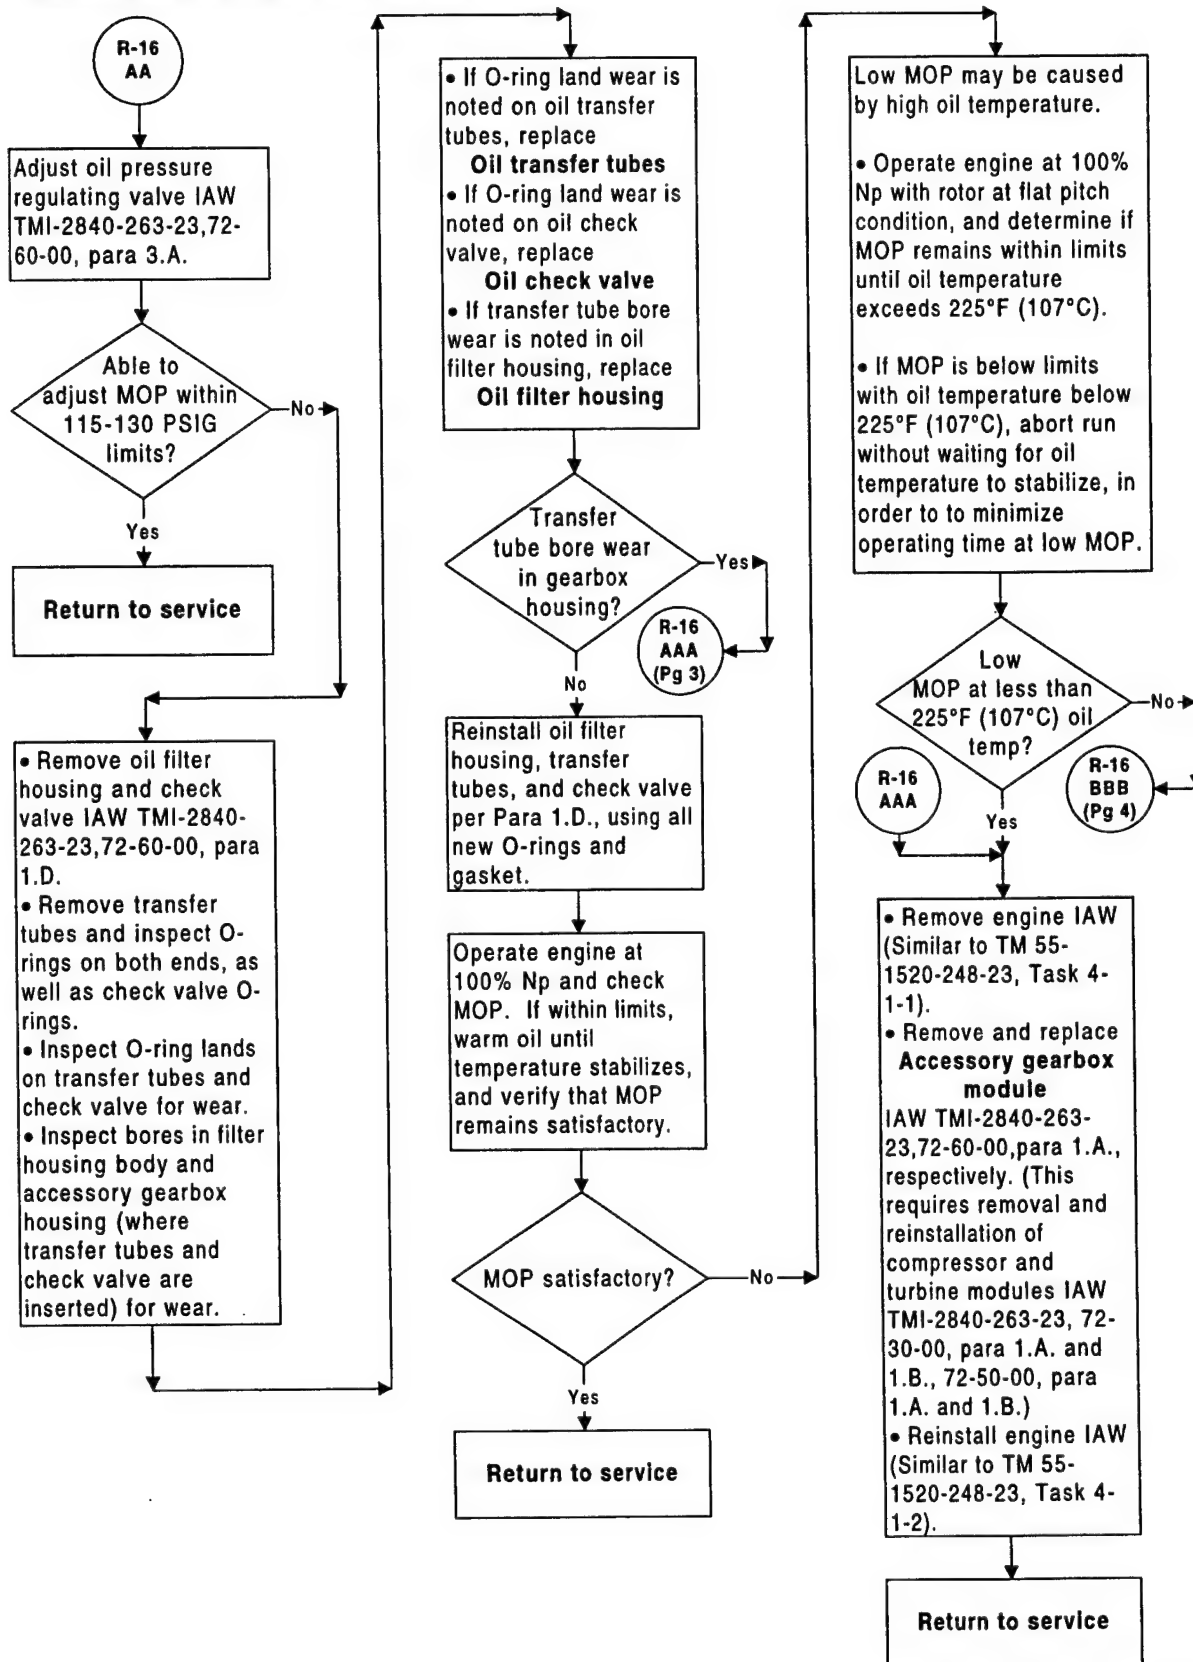 R-16
AA
Adjust oil pressure
regulating valve IAW
TMI-2840-263-23,72-
60-00, para 3.A.
Able to
adjust MOP within
115-130 PSIG
limits?
No
Yes
Return to service
• Remove oil filter
housing and check
valve IAW TMI-2840-
263-23,72-60-00, para
1.D.
• Remove transfer
tubes and inspect O-
rings on both ends, as
well as check valve O-
rings.
• Inspect O-ring lands
on transfer tubes and
check valve for wear.
• Inspect bores in filter
housing body and
accessory gearbox
housing (where
transfer tubes and
check valve are
inserted) for wear.
• If O-ring land wear is
noted on oil transfer
tubes, replace
Oil transfer tubes
• If O-ring land wear is
noted on oil check
valve, replace
Oil check valve
• If transfer tube bore
wear is noted in oil
filter housing, replace
Oil filter housing
Transfer
tube bore wear
in gearbox
housing?
Yes
R-16
AAA
(Pg 3)
No
Reinstall oil filter
housing, transfer
tubes, and check valve
per Para 1.D., using all
new O-rings and
gasket.
Operate engine at
100% Np and check
MOP. If within limits,
warm oil until
temperature stabilizes,
and verify that MOP
remains satisfactory.
MOP satisfactory?
No
Yes
Return to service
Low MOP may be caused
by high oil temperature.
• Operate engine at 100%
Np with rotor at flat pitch
condition, and determine if
MOP remains within limits
until oil temperature
exceeds 225°F (107°C).
• If MOP is below limits
with oil temperature below
225°F (107°C), abort run
without waiting for oil
temperature to stabilize, in
order to to minimize
operating time at low MOP.
Low
MOP at less than
225°F (107°C) oil
temp?
No
R-16
AAA
R-16
BBB
(Pg 4)
Yes
• Remove engine IAW
(Similar to TM 55-
1520-248-23, Task 4-
1-1).
• Remove and replace
Accessory gearbox
module
IAW TMI-2840-263-
23,72-60-00,para 1.A.,
respectively. (This
requires removal and
reinstallation of
compressor and
turbine modules IAW
TMI-2840-263-23, 72-
30-00, para 1.A. and
1.B., 72-50-00, para
1.A. and 1.B.)
• Reinstall engine IAW
(Similar to TM 55-
1520-248-23, Task 4-
1-2).
Return to service